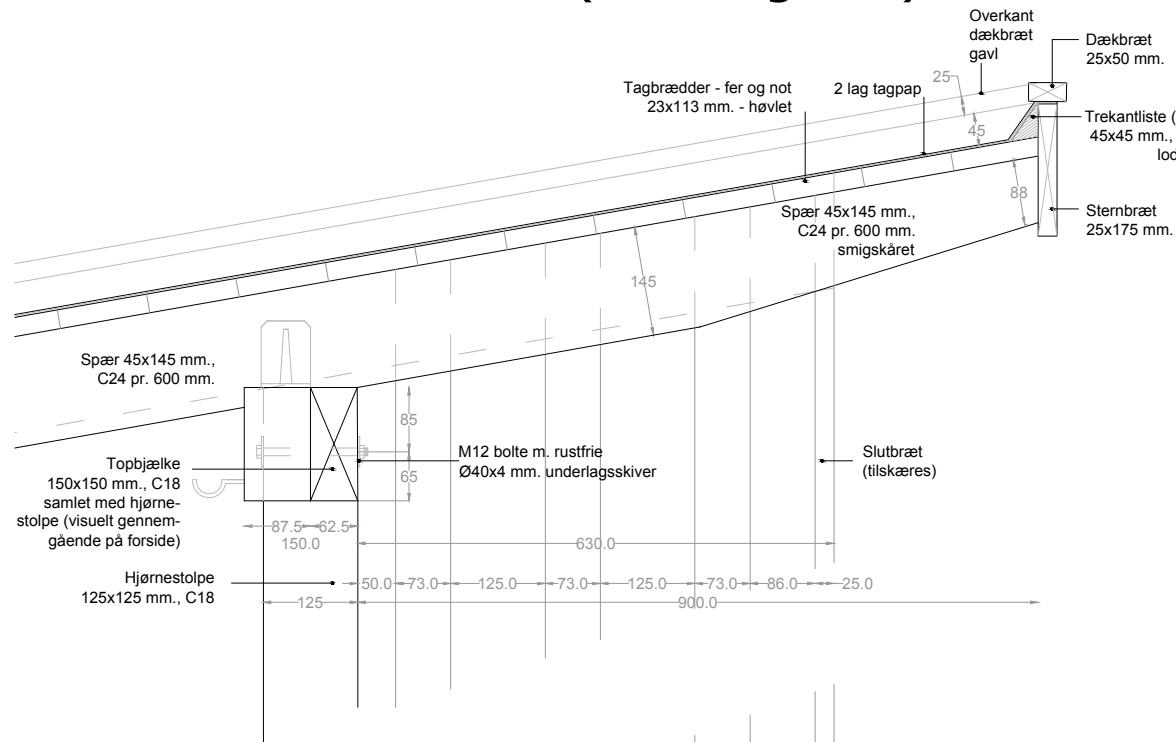 Overkant
dækbræt
gavl
Dækbræt
25x50 mm.
Tagbrædder - fer og not
23x113 mm. - høvlet
2 lag tagpap
25
45
Trekantliste (
45x45 mm.,
88
Spær 45x145 mm.,
C24 pr. 600 mm.
smigskåret
Sternbræt
25x175 mm.
145
Spær 45x145 mm.,
C24 pr. 600 mm.
85
65
M12 bolte m. rustfrie
Ø40x4 mm. underlagsskiver
Slutbræt
(tilskæres)
Topbjælke
150x150 mm., C18
samlet med hjørne-
stolpe (visuelt gennem-
gående på forside)
87.5 62.5
150.0
630.0
Hjørnestolpe
125x125 mm., C18
50.0 73.0 125.0 73.0 125.0 73.0 86.0 25.0
125
900.0